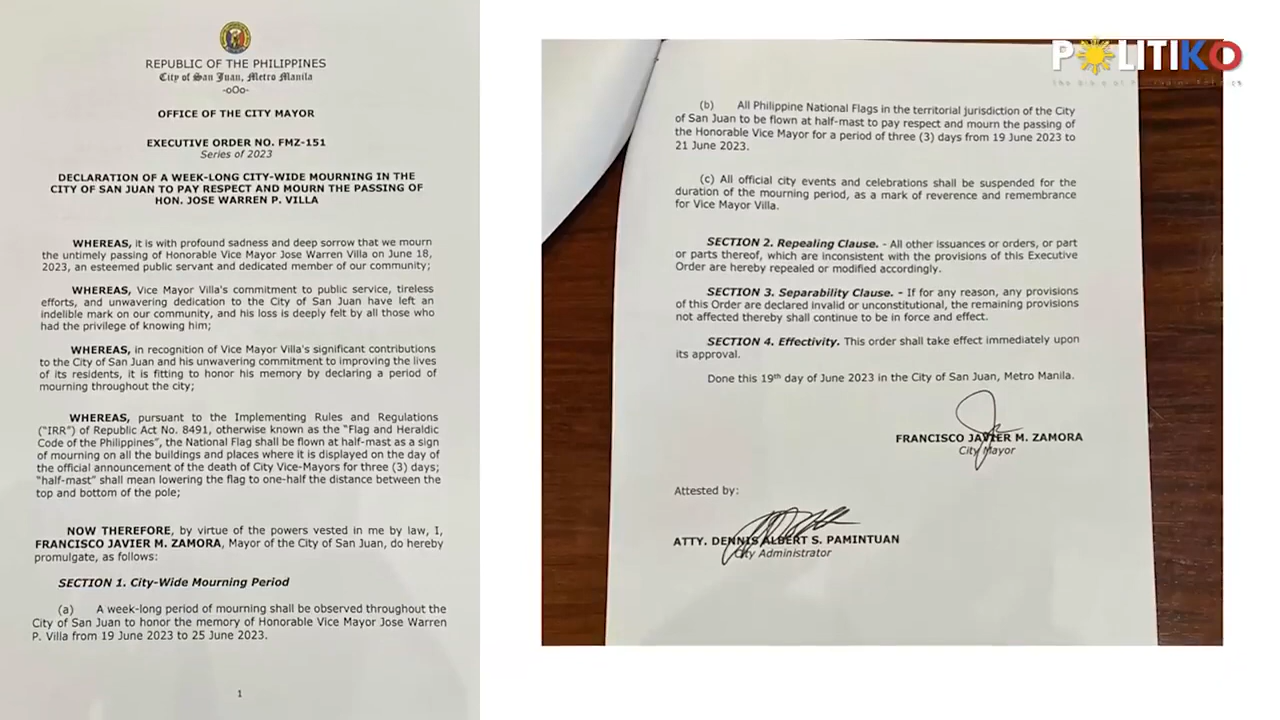 REPUBLIC OF THE PHILIPPINES
City of San Juan, Metro Manila
-oOo-
OFFICE OF THE CITY MAYOR
EXECUTIVE ORDER NO. FMZ-151
Series of 2023
DECLARATION OF A WEEK-LONG CITY-WIDE MOURNING IN THE
CITY OF SAN JUAN TO PAY RESPECT AND MOURN THE PASSING OF
HON. JOSE WARREN P. VILLA
WHEREAS, it is with profound sadness and deep sorrow that we mourn
the untimely passing of Honorable Vice Mayor Jose Warren Villa on June 18,
2023, an esteemed public servant and dedicated member of our community;
WHEREAS, Vice Mayor Villa's commitment to public service, tireless
efforts, and unwavering dedication to the City of San Juan have left an
indelible mark on our community, and his loss is deeply felt by all those who
had the privilege of knowing him;
WHEREAS, in recognition of Vice Mayor Villa's significant contributions
to the City of San Juan and his unwavering commitment to improving the lives
of its residents, it is fitting to honor his memory by declaring a period of
mourning throughout the city;
WHEREAS, pursuant to the Implementing Rules and Regulations
("IRR") of Republic Act No. 8491, otherwise known as the "Flag and Heraldic
Code of the Philippines", the National Flag shall be flown at half-mast as a sign
of mourning on all the buildings and places where it is displayed on the day of
the official announcement of the death of City Vice-Mayors for three (3) days;
"half-mast" shall mean lowering the flag to one-half the distance between the
top and bottom of the pole;
NOW THEREFORE, by virtue of the powers vested in me by law, I,
FRANCISCO JAVIER M. ZAMORA, Mayor of the City of San Juan, do hereby
promulgate, as follows:
SECTION 1. City-Wide Mourning Period
(a) A week-long period of mourning shall be observed throughout the
City of San Juan to honor the memory of Honorable Vice Mayor Jose Warren
P. Villa from 19 June 2023 to 25 June 2023.
1
POLITIKO
(b) All Philippine National Flags in the territorial jurisdiction of the City
of San Juan to be flown at half-mast to pay respect and mourn the passing of
the Honorable Vice Mayor for a period of three (3) days from 19 June 2023 to
21 June 2023.
(c) All official city events and celebrations shall be suspended for the
duration of the mourning period, as a mark of reverence and remembrance
for Vice Mayor Villa.
SECTION 2. Repealing Clause. - All other issuances or orders, or part
or parts thereof, which are inconsistent with the provisions of this Executive
Order are hereby repealed or modified accordingly.
SECTION 3. Separability Clause. - If for any reason, any provisions
of this Order are declared invalid or unconstitutional, the remaining provisions
not affected thereby shall continue to be in force and effect.
SECTION 4. Effectivity. This order shall take effect immediately upon
its approval.
Done this 19th day of June 2023 in the City of San Juan, Metro Manila.
FRANCISCO JAVIER M. ZAMORA
City Mayor
Attested by:
ATTY. DENNIS ALBERT S. PAMINTUAN
City Administrator